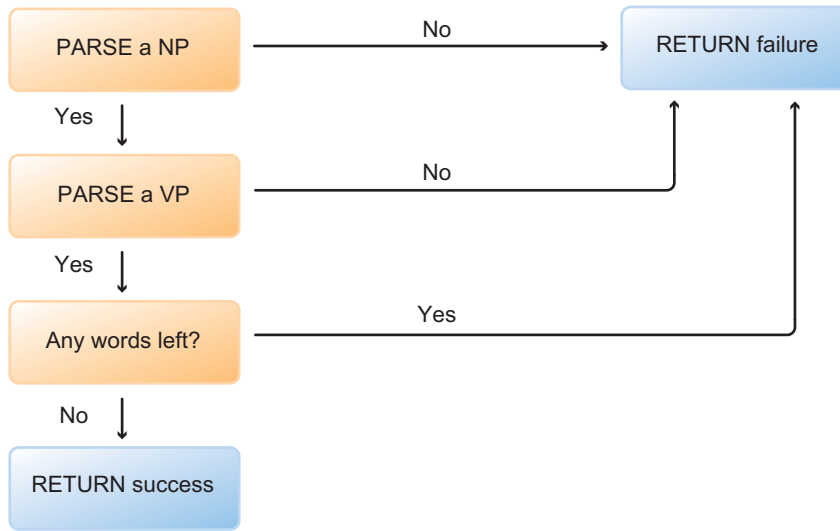 PARSE a NP
No
RETURN failure
Yes
PARSE a VP
No
Yes
Any words left?
Yes
No
RETURN success